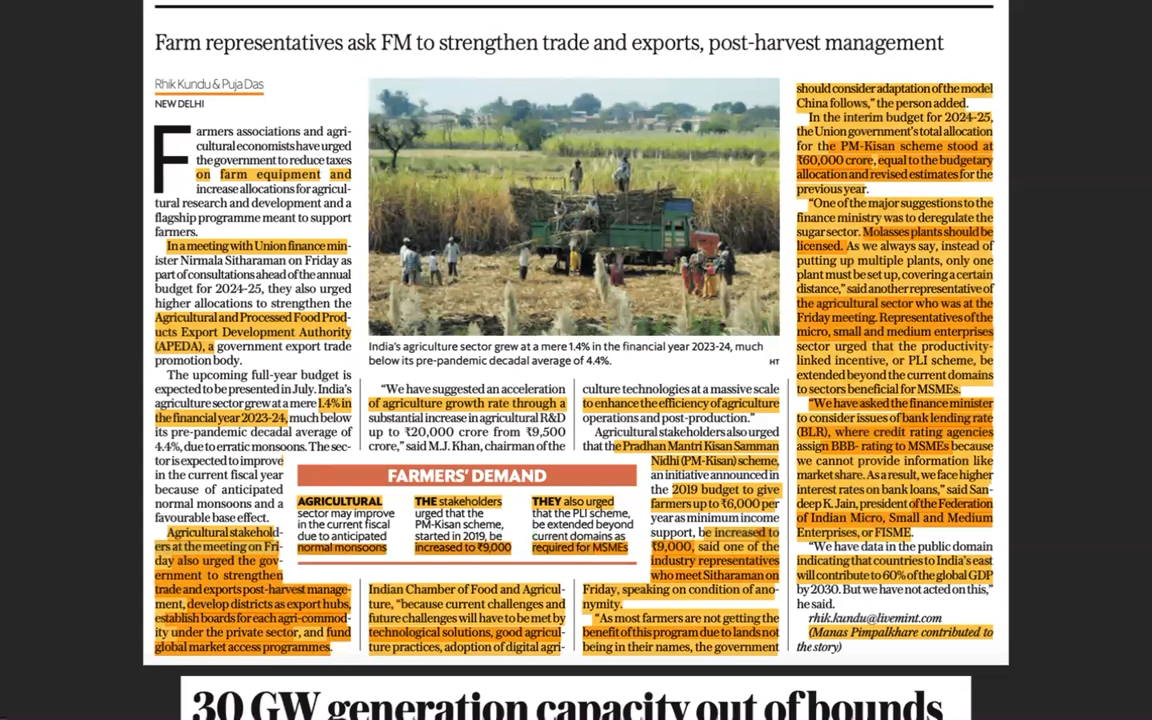 Farm representatives ask FM to strengthen trade and exports, post-harvest management
Rhik Kundu & Puja Das
NEW DELHI
Farmers associations and agri-
cultural economists have urged
the government to reduce taxes
on farm equipment and
increase allocations for agricul-
tural research and development and a
flagship programme meant to support
farmers.
In a meeting with Union finance min-
ister Nirmala Sitharaman on Friday as
part of consultations ahead of the annual
budget for 2024-25, they also urged
higher allocations to strengthen the
Agricultural and Processed Food Prod-
ucts Export Development Authority
(APEDA), a government export trade
promotion body.
The upcoming full-year budget is
expected to be presented in July. India's
agriculture sector grew at a mere 1.4% in
the financial year 2023-24, much below
its pre-pandemic decadal average of
4.4%, due to erratic monsoons. The sec-
tor is expected to improve
in the current fiscal year
because of anticipated
normal monsoons and a
favourable base effect.
Agricultural stakehold-
ers at the meeting on Fri-
day also urged the gov-
ernment to strengthen
trade and exports post-harvest manage-
ment, develop districts as export hubs,
establish boards for each agri-commod-
ity under the private sector, and fund
global market access programmes.
India's agriculture sector grew at a mere 1.4% in the financial year 2023-24, much
below its pre-pandemic decadal average of 4.4%.
HT
"We have suggested an acceleration
of agriculture growth rate through a
substantial increase in agricultural R&D
up to ₹20,000 crore from ₹9,500
crore," said M.J. Khan, chairman of the
FARMERS' DEMAND
AGRICULTURAL
sector may improve
in the current fiscal
due to anticipated
normal monsoons
THE stakeholders
urged that the
PM-Kisan scheme,
started in 2019, be
increased to ₹9,000
THEY also urged
that the PLI scheme,
be extended beyond
current domains as
required for MSMEs
Indian Chamber of Food and Agricul-
ture, "because current challenges and
future challenges will have to be met by
technological solutions, good agricul-
ture practices, adoption of digital agri-
culture technologies at a massive scale
to enhance the efficiency of agriculture
operations and post-production."
Agricultural stakeholders also urged
that the Pradhan Mantri Kisan Samman
Nidhi (PM-Kisan) scheme,
an initiative announced in
the 2019 budget to give
farmers up to ₹6,000 per
year as minimum income
support, be increased to
₹9,000, said one of the
industry representatives
who meet Sitharaman on
Friday, speaking on condition of ano-
nymity.
"As most farmers are not getting the
benefit of this program due to lands not
being in their names, the government
should consider adaptation of the model
China follows," the person added.
In the interim budget for 2024-25,
the Union government's total allocation
for the PM-Kisan scheme stood at
₹60,000 crore, equal to the budgetary
allocation and revised estimates for the
previous year.
"One of the major suggestions to the
finance ministry was to deregulate the
sugar sector. Molasses plants should be
licensed. As we always say, instead of
putting up multiple plants, only one
plant must be set up, covering a certain
distance," said another representative of
the agricultural sector who was at the
Friday meeting. Representatives of the
micro, small and medium enterprises
sector urged that the productivity-
linked incentive, or PLI scheme, be
extended beyond the current domains
to sectors beneficial for MSMEs.
"We have asked the finance minister
to consider issues of bank lending rate
(BLR), where credit rating agencies
assign BBB- rating to MSMEs because
we cannot provide information like
market share. As a result, we face higher
interest rates on bank loans," said San-
deep K. Jain, president of the Federation
of Indian Micro, Small and Medium
Enterprises, or FISME.
"We have data in the public domain
indicating that countries to India's east
will contribute to 60% of the global GDP
by 2030. But we have not acted on this,"
he said.
rhik.kundu@livemint.com
(Manas Pimpalkhare contributed to
the story)
30 GW generation capacity out of bounds